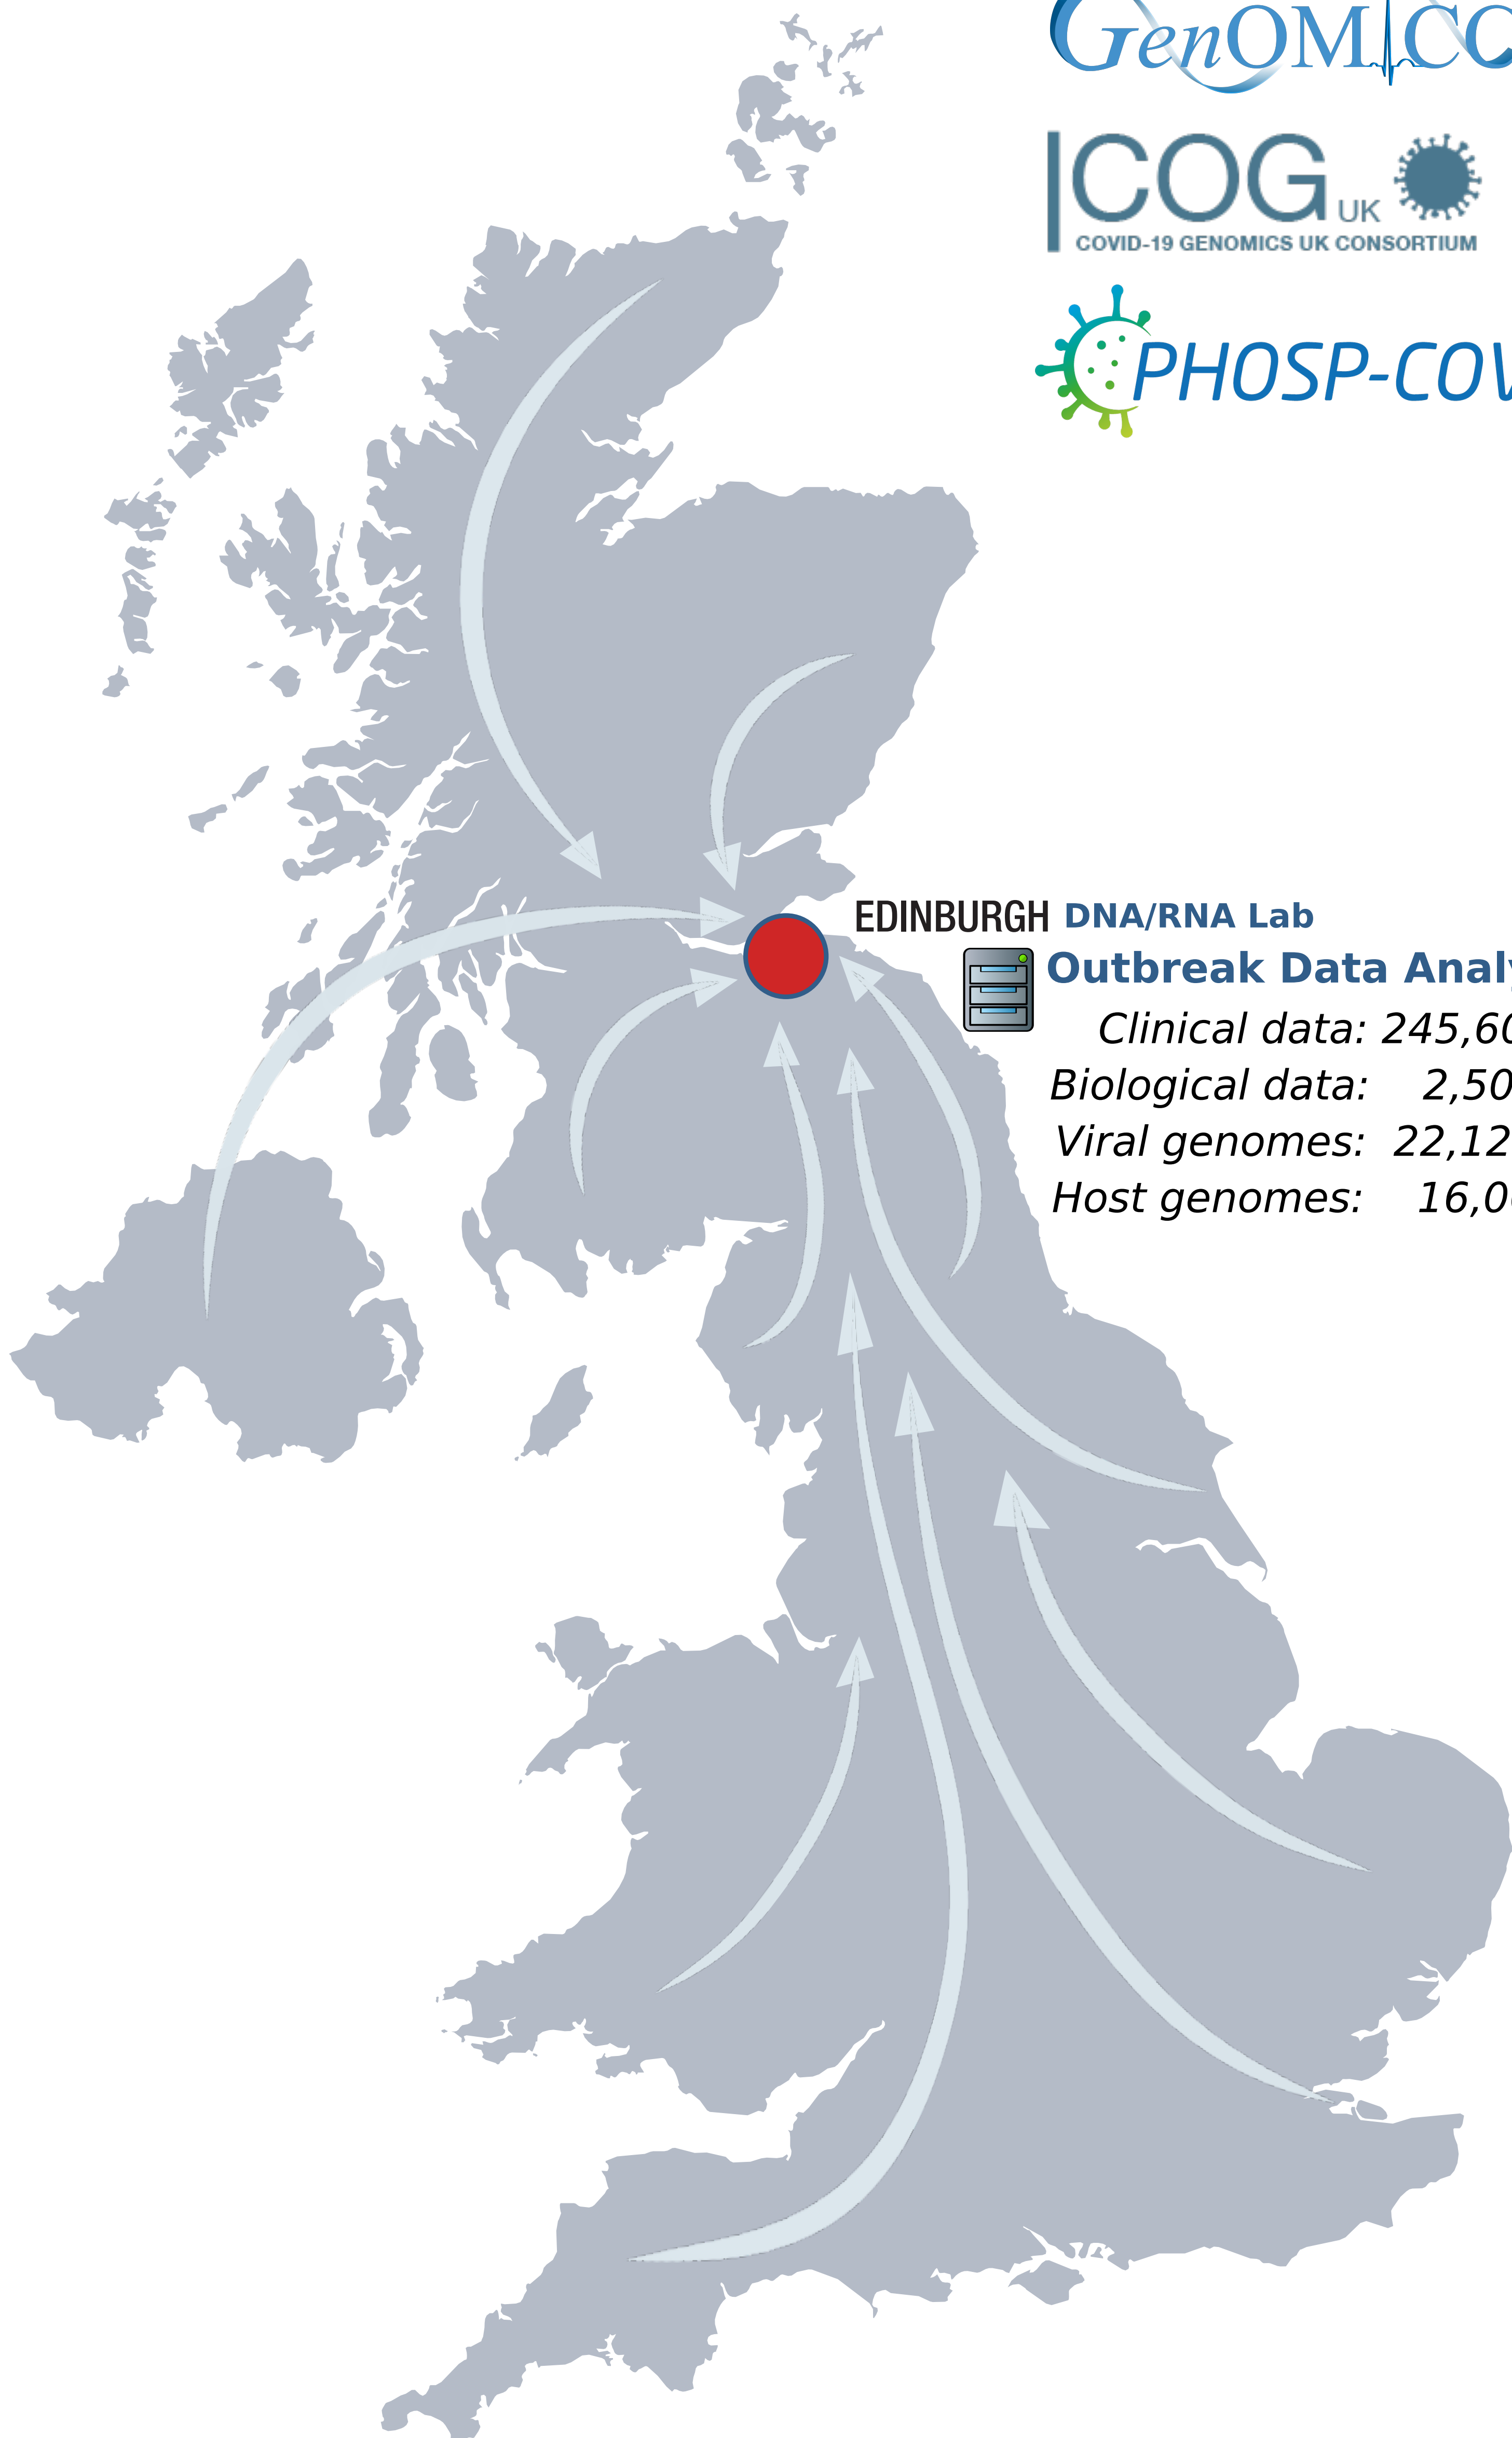 GenOMICC
COG UK
COVID-19 GENOMICS UK CONSORTIUM
PHOSP-COV
EDINBURGH DNA/RNA Lab
Outbreak Data Analy
Clinical data: 245,60
Biological data: 2,50
Viral genomes: 22,12
Host genomes: 16,0